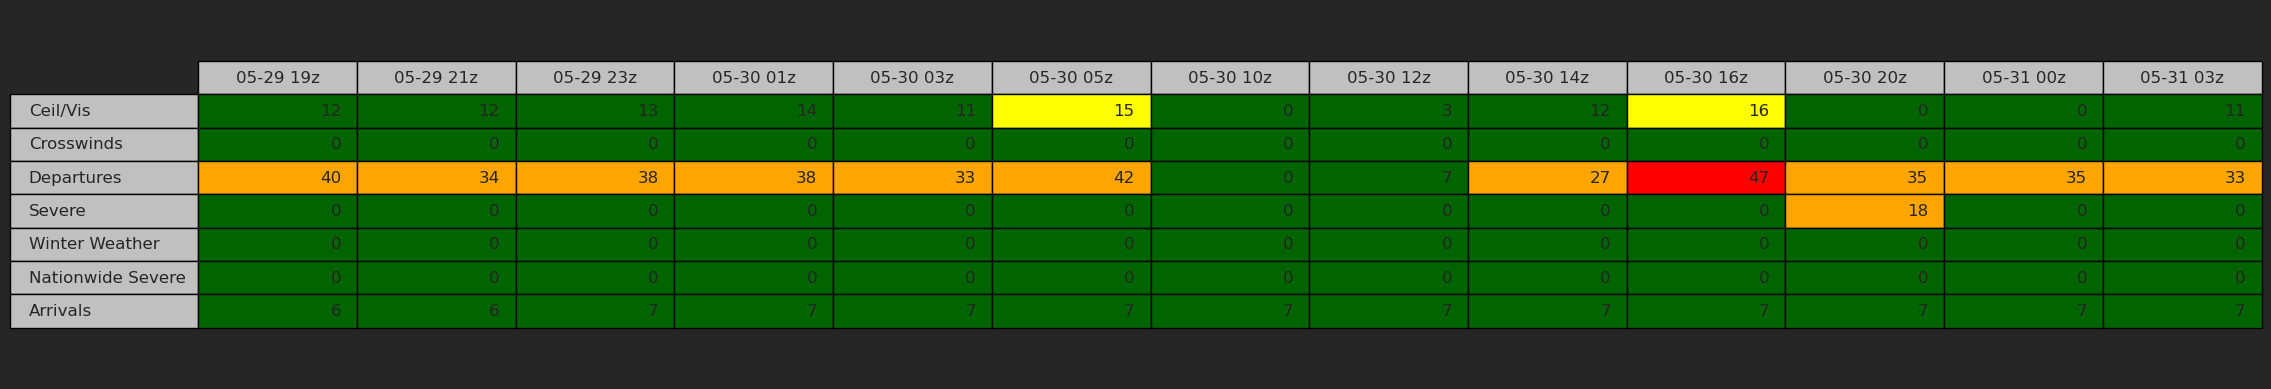 05-29 19z 05-29 21z 05-29 23z 05-30 01z 05-30 03z 05-30 05z 05-30 10z 05-30 12z 05-30 14z 05-30 16z 05-30 20z 05-31 00z 05-31 03z
Ceil/Vis 12 12 13 14 11 15 0 3 12 16 0 0 11
Crosswinds 0 0 0 0 0 0 0 0 0 0 0 0 0
Departures 40 34 38 38 33 42 0 7 27 47 35 35 33
Severe 0 0 0 0 0 0 0 0 0 0 18 0 0
Winter Weather 0 0 0 0 0 0 0 0 0 0 0 0 0
Nationwide Severe 0 0 0 0 0 0 0 0 0 0 0 0 0
Arrivals 6 6 7 7 7 7 7 7 7 7 7 7 7